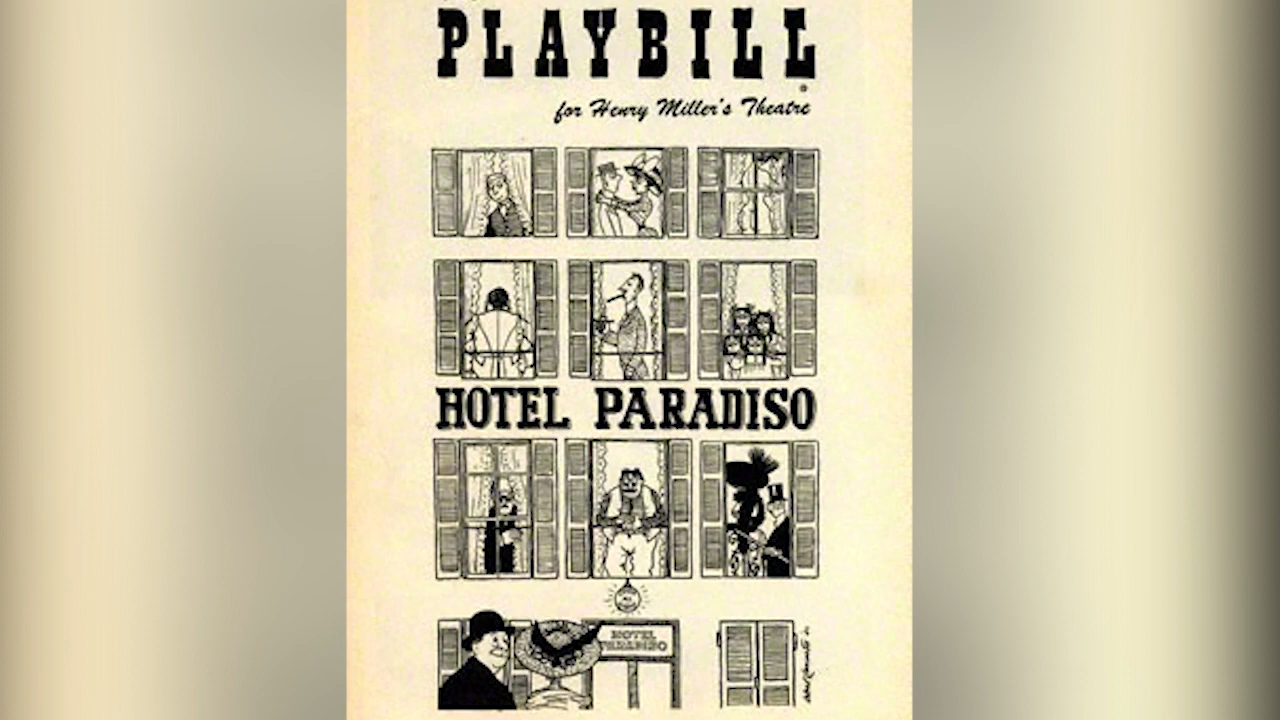 PLAYBILL
®
for Henry Miller's Theatre
HOTEL PARADISO
HOTEL
PARADISO